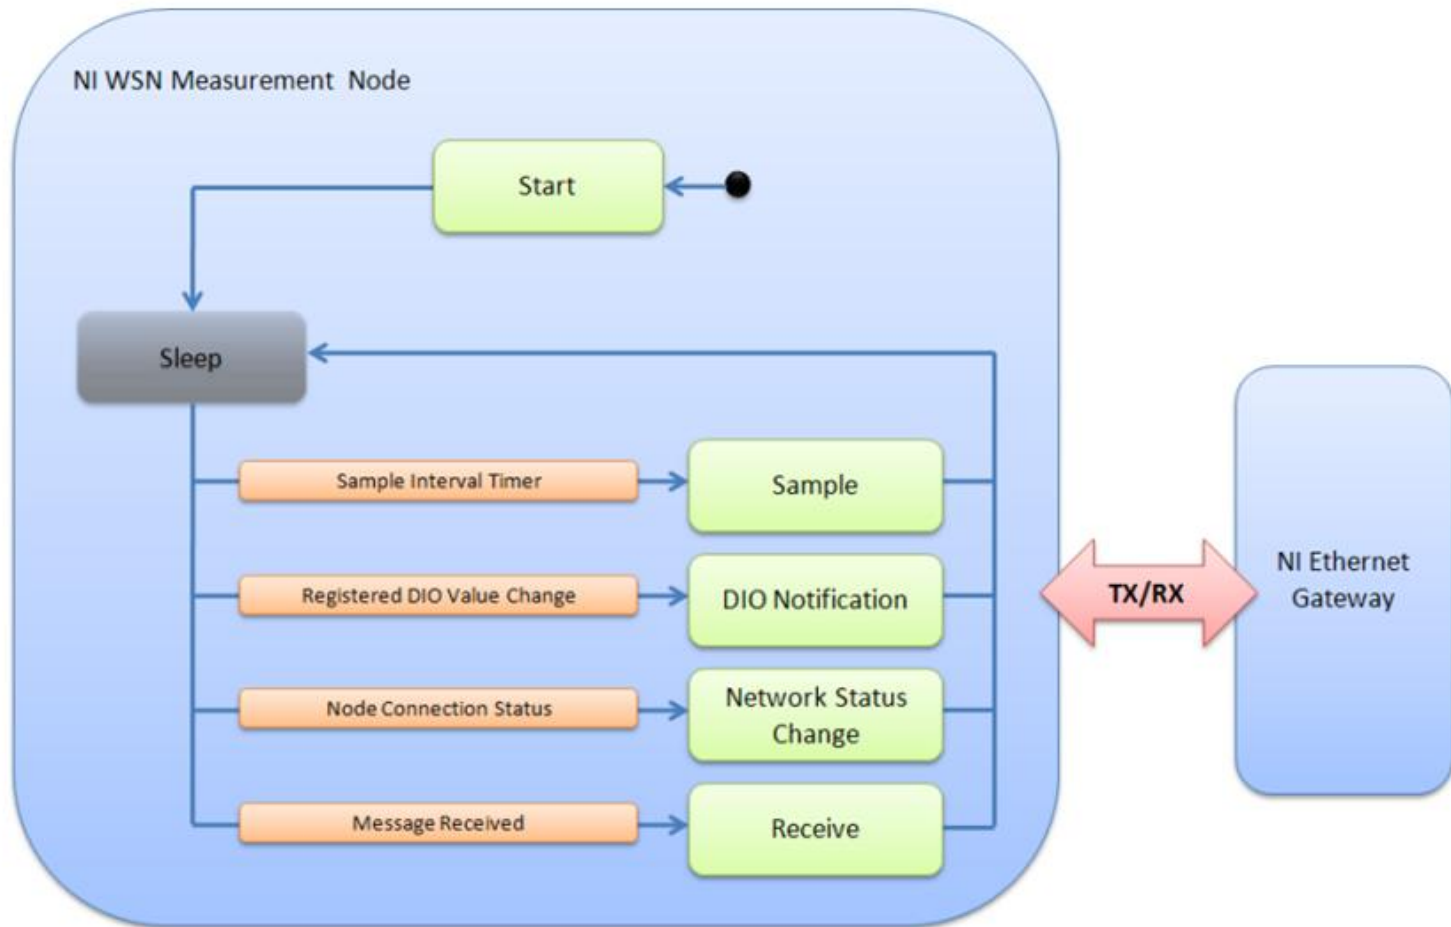 NI WSN Measurement Node
Start
Sleep
Sample Interval Timer
Sample
Registered DIO Value Change
DIO Notification
Node Connection Status
Network Status
Change
Message Received
Receive
TX/RX
NI Ethernet
Gateway